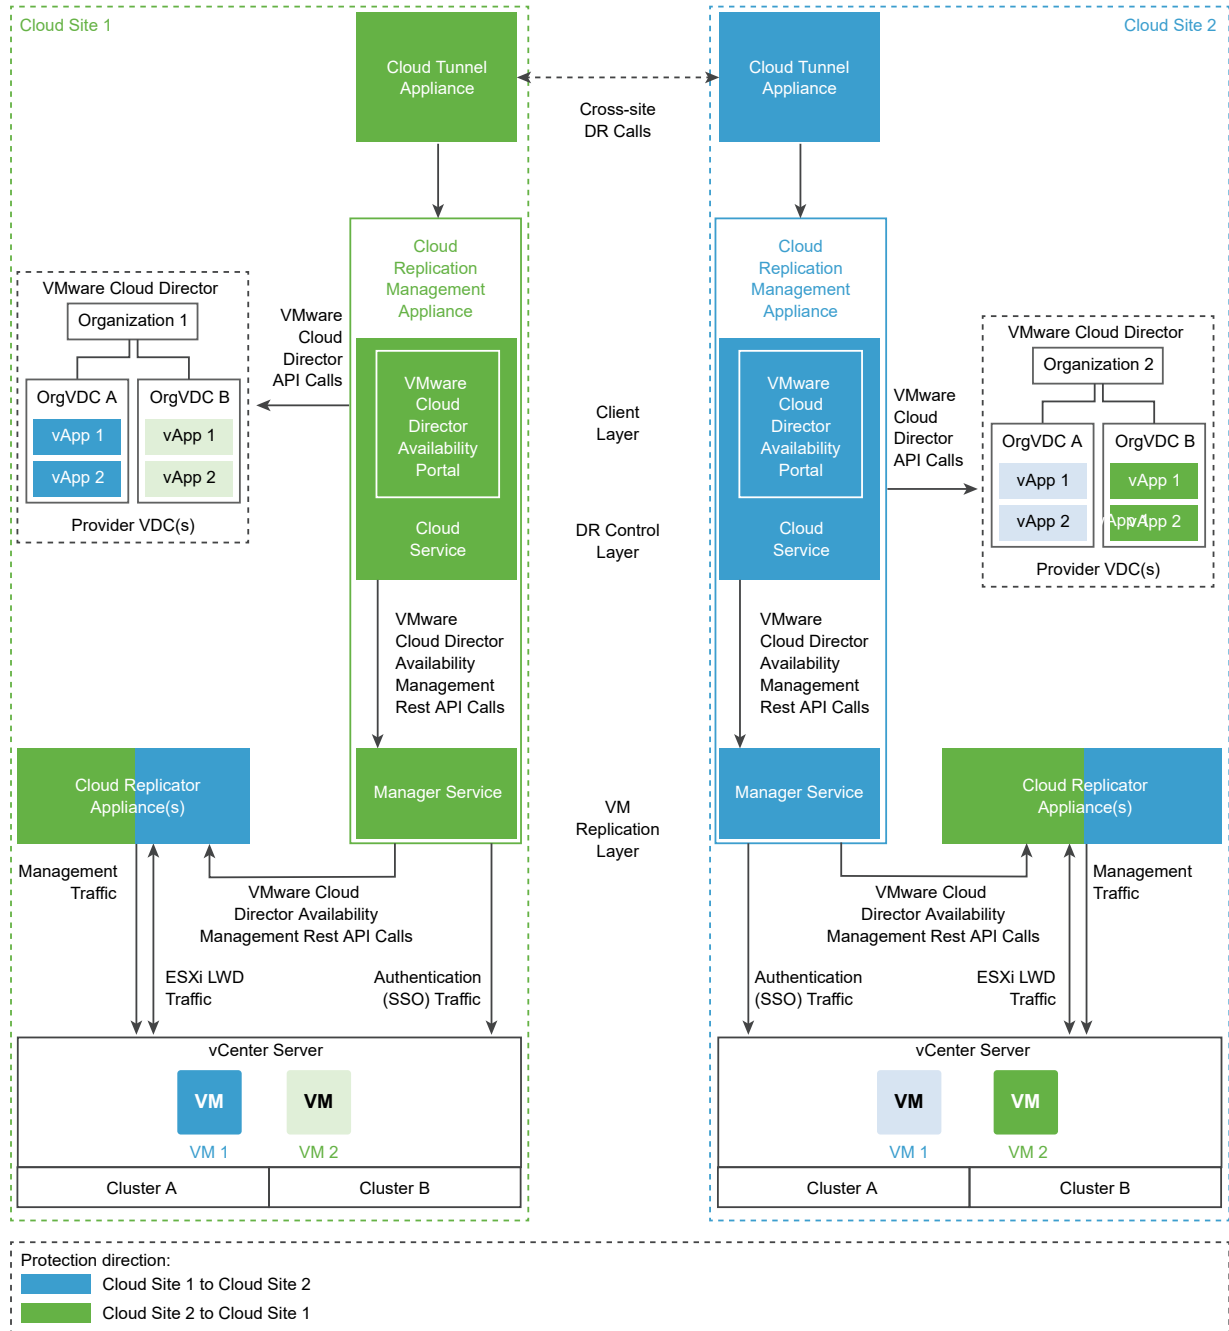 Cloud Site 1
Cloud Tunnel
Appliance
Cross-site
DR Calls
Cloud Tunnel
Appliance
Cloud Site 2
Cloud
Replication
Management
Appliance
Cloud
Replication
Management
Appliance
VMware Cloud Director
Organization 1
OrgVDC A
vApp 1
vApp 2
OrgVDC B
vApp 1
vApp 2
Provider VDC(s)
VMware
Cloud
Director
API Calls
VMware
Cloud
Director
Availability
Portal
Cloud
Service
Client
Layer
DR Control
Layer
VMware
Cloud
Director
Availability
Portal
Cloud
Service
VMware
Cloud
Director
API Calls
VMware Cloud Director
Organization 2
OrgVDC A
vApp 1
vApp 2
OrgVDC B
vApp 1
vApp 1
vApp 2
Provider VDC(s)
VMware
Cloud Director
Availability
Management
Rest API Calls
VMware
Cloud Director
Availability
Management
Rest API Calls
Cloud Replicator
Appliance(s)
Manager Service
VM
Replication
Layer
Manager Service
Cloud Replicator
Appliance(s)
Management
Traffic
VMware Cloud
Director Availability
Management Rest API Calls
ESXi LWD
Traffic
Authentication
(SSO) Traffic
VMware Cloud
Director Availability
Management Rest API Calls
Management
Traffic
Authentication
(SSO) Traffic
ESXi LWD
Traffic
vCenter Server
VM
VM 1
VM
VM 2
Cluster A
Cluster B
vCenter Server
VM
VM 1
VM
VM 2
Cluster A
Cluster B
Protection direction:
Cloud Site 1 to Cloud Site 2
Cloud Site 2 to Cloud Site 1